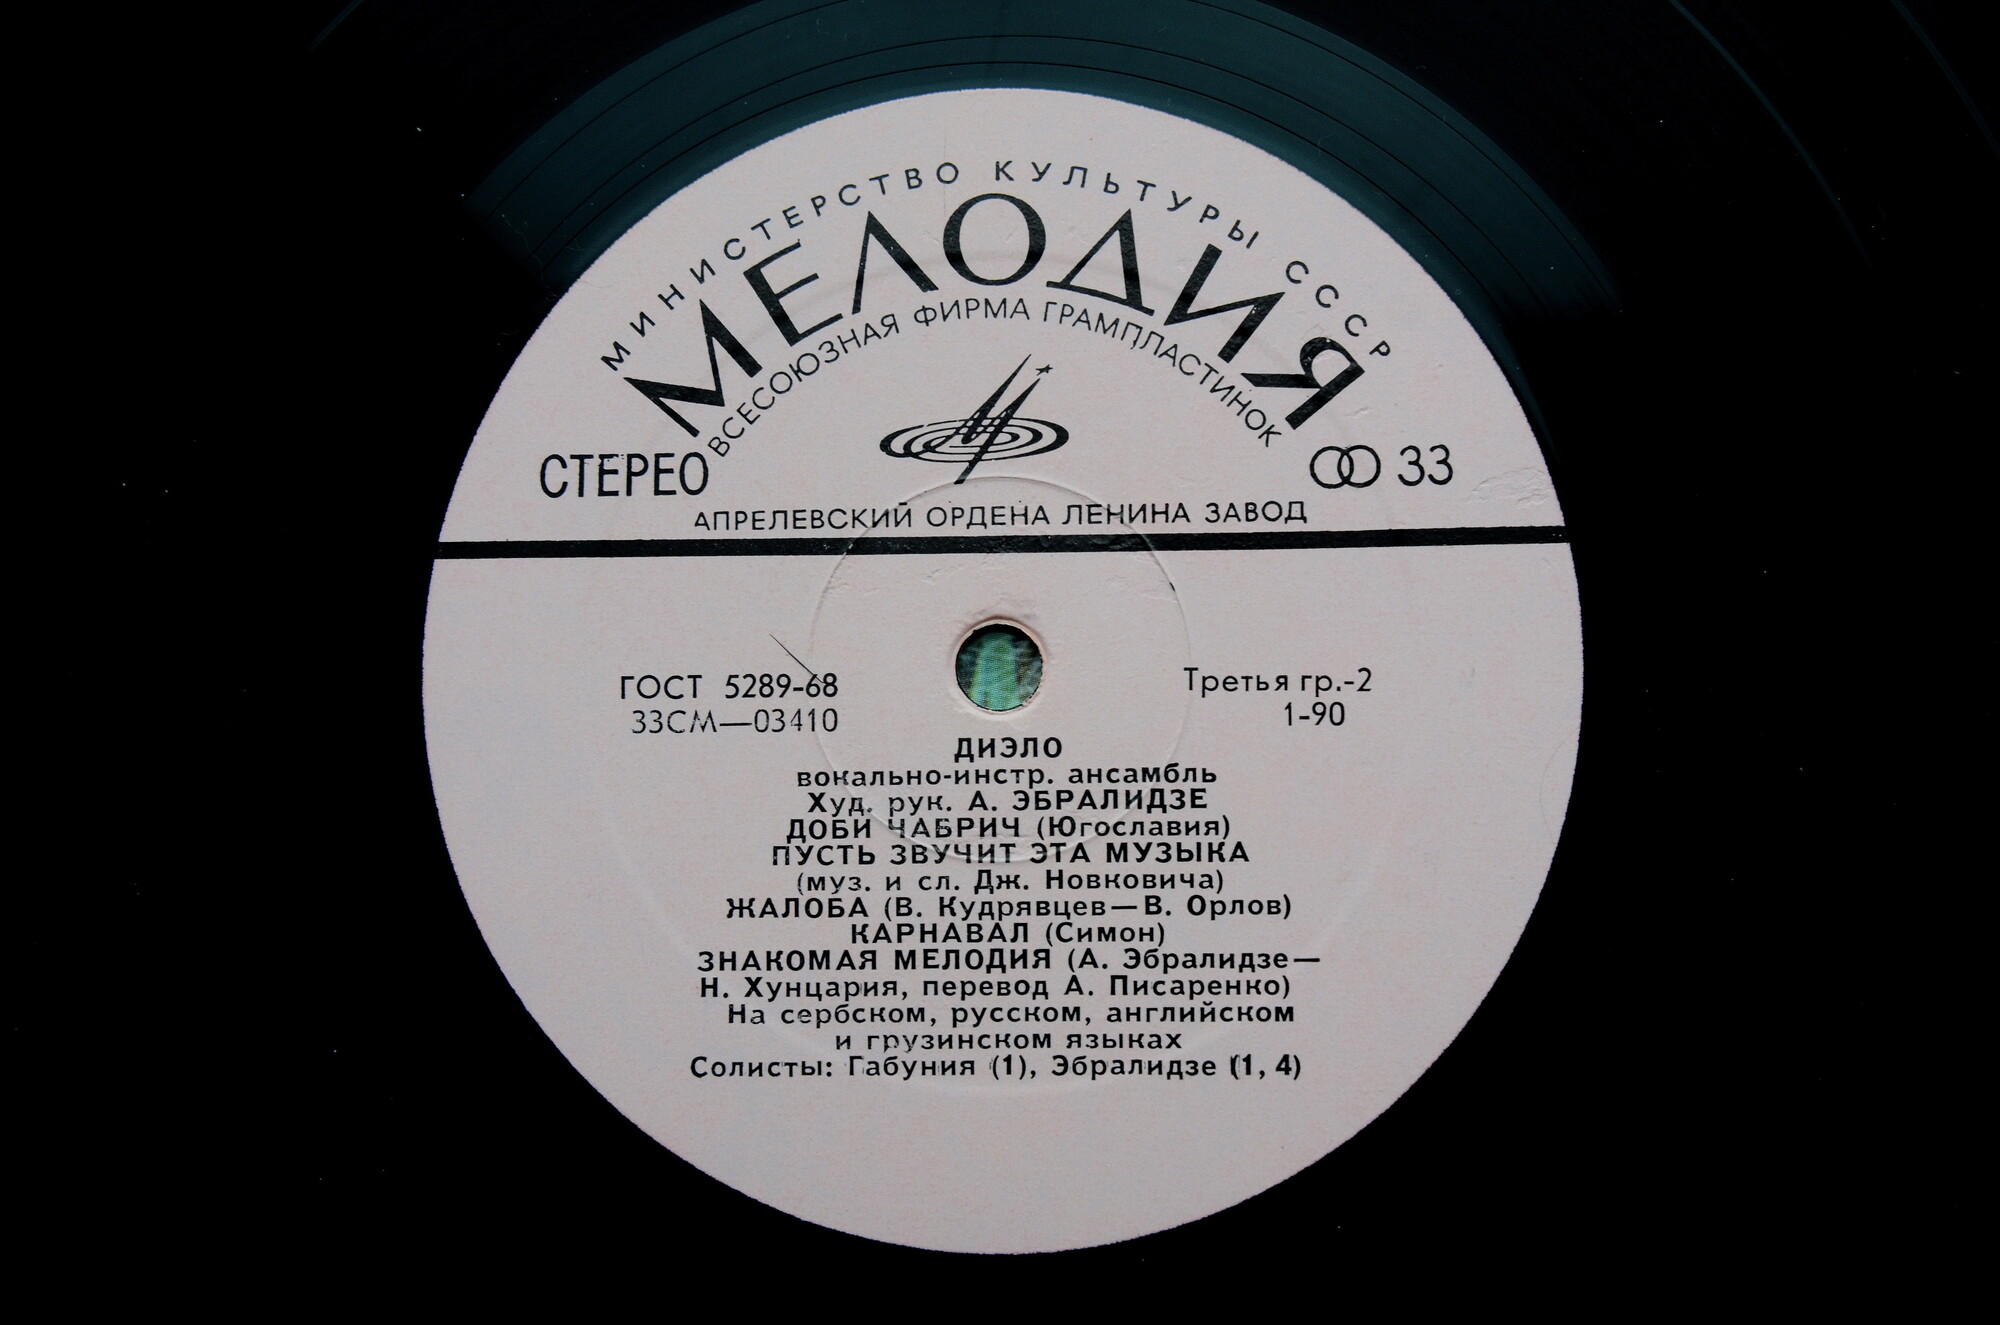 МИНИСТЕРСТВО КУЛЬТУРЫ СССР
МЕЛОДИЯ
ВСЕСОЮЗНАЯ ФИРМА ГРАМПЛАСТИНОК
СТЕРЕО
33
АПРЕЛЕВСКИЙ ОРДЕНА ЛЕНИНА ЗАВОД
ГОСТ 5289-68
33СМ—03410
Третья гр.-2
1-90
ДИЭЛО
вокально-инстр. ансамбль
Худ. рук. А. ЭБРАЛИДЗЕ
ДОБИ ЧАБРИЧ (Югославия)
ПУСТЬ ЗВУЧИТ ЭТА МУЗЫКА
(муз. и сл. Дж. Новковича)
ЖАЛОБА (В. Кудрявцев—В. Орлов)
КАРНАВАЛ (Симон)
ЗНАКОМАЯ МЕЛОДИЯ (А. Эбралидзе—
Н. Хунцария, перевод А. Писаренко)
На сербском, русском, английском
и грузинском языках
Солисты: Габуния (1), Эбралидзе (1, 4)